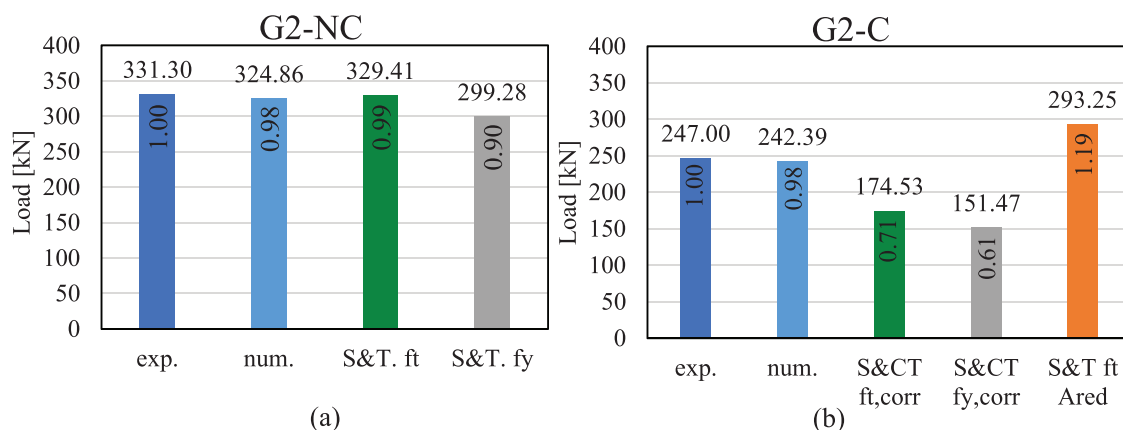 G2-NC
Load [kN]
400
350
300
250
200
150
100
50
0
331.30
324.86
329.41
299.28
1.00
0.98
0.99
0.90
exp.
num.
S&T. ft
S&T. fy
(a)
G2-C
Load [kN]
400
350
300
250
200
150
100
50
0
247.00
242.39
174.53
151.47
293.25
1.00
0.98
0.71
0.61
1.19
exp.
num.
S&CT
ft,corr
S&CT
fy,corr
S&T ft
Ared
(b)